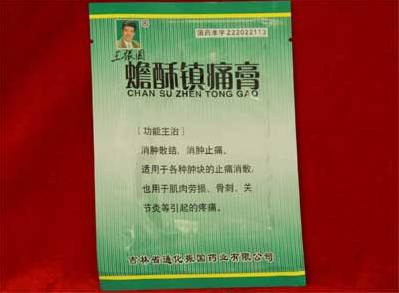 国药准字Z22022113
王张国
®
蟾酥镇痛膏
CHAN SU ZHEN TONG GAO
[功能主治]
消肿散结，消肿止痛。
适用于各种肿块的止痛消散，
也用于肌肉劳损、骨刺、关
节炎等引起的疼痛。
吉林省通化张国药业有限公司